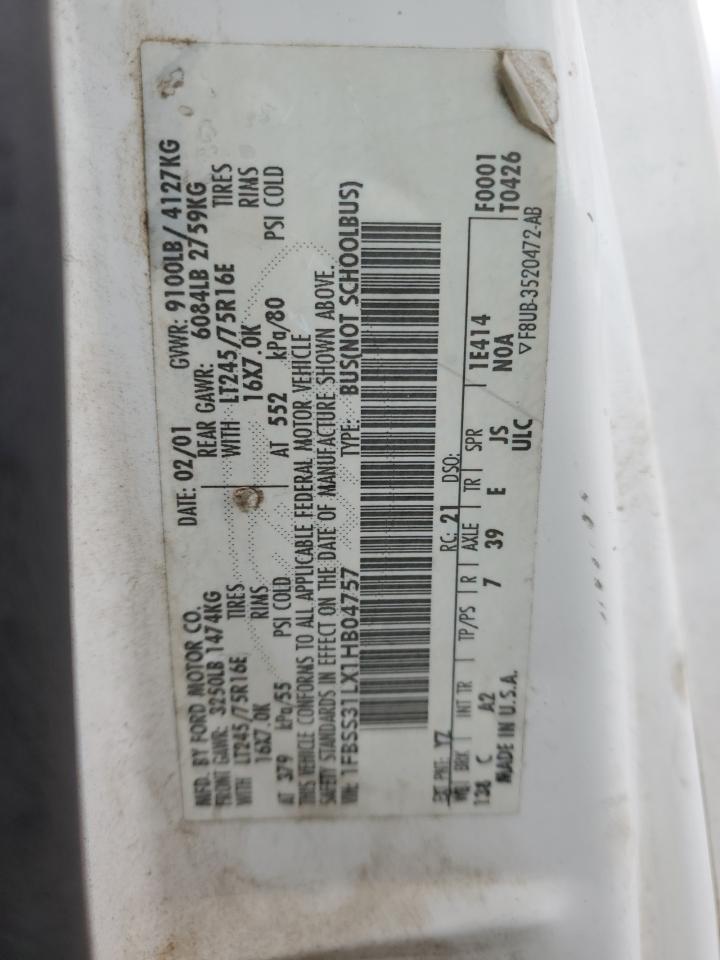 MFD. BY FORD MOTOR CO.
DATE: 02/01 GVWR: 9100LB/ 4127KG
FRONT GAWR: 3250LB 1474KG REAR GAWR: 6084LB 2759KG
WITH LT245/75R16E TIRES WITH LT245/75R16E TIRES
16X7.0K RIMS 16X7.0K RIMS
AT 379 kPa/55 PSI COLD AT 552 kPa/80 PSI COLD
THIS VEHICLE CONFORMS TO ALL APPLICABLE FEDERAL MOTOR VEHICLE
SAFETY STANDARDS IN EFFECT ON THE DATE OF MANUFACTURE SHOWN ABOVE.
VIN: 1FBSS31LX1HB04757 TYPE: BUS(NOT SCHOOLBUS)
F0001
T0426
EXT PNT: YZ RC: 21 DSO:
WB BRK INT TR TP/PS R AXLE TR SPR 1E414
138 C A2 7 39 E JS N0A
MADE IN U.S.A. ULC
▽F8UB-3520472-AB